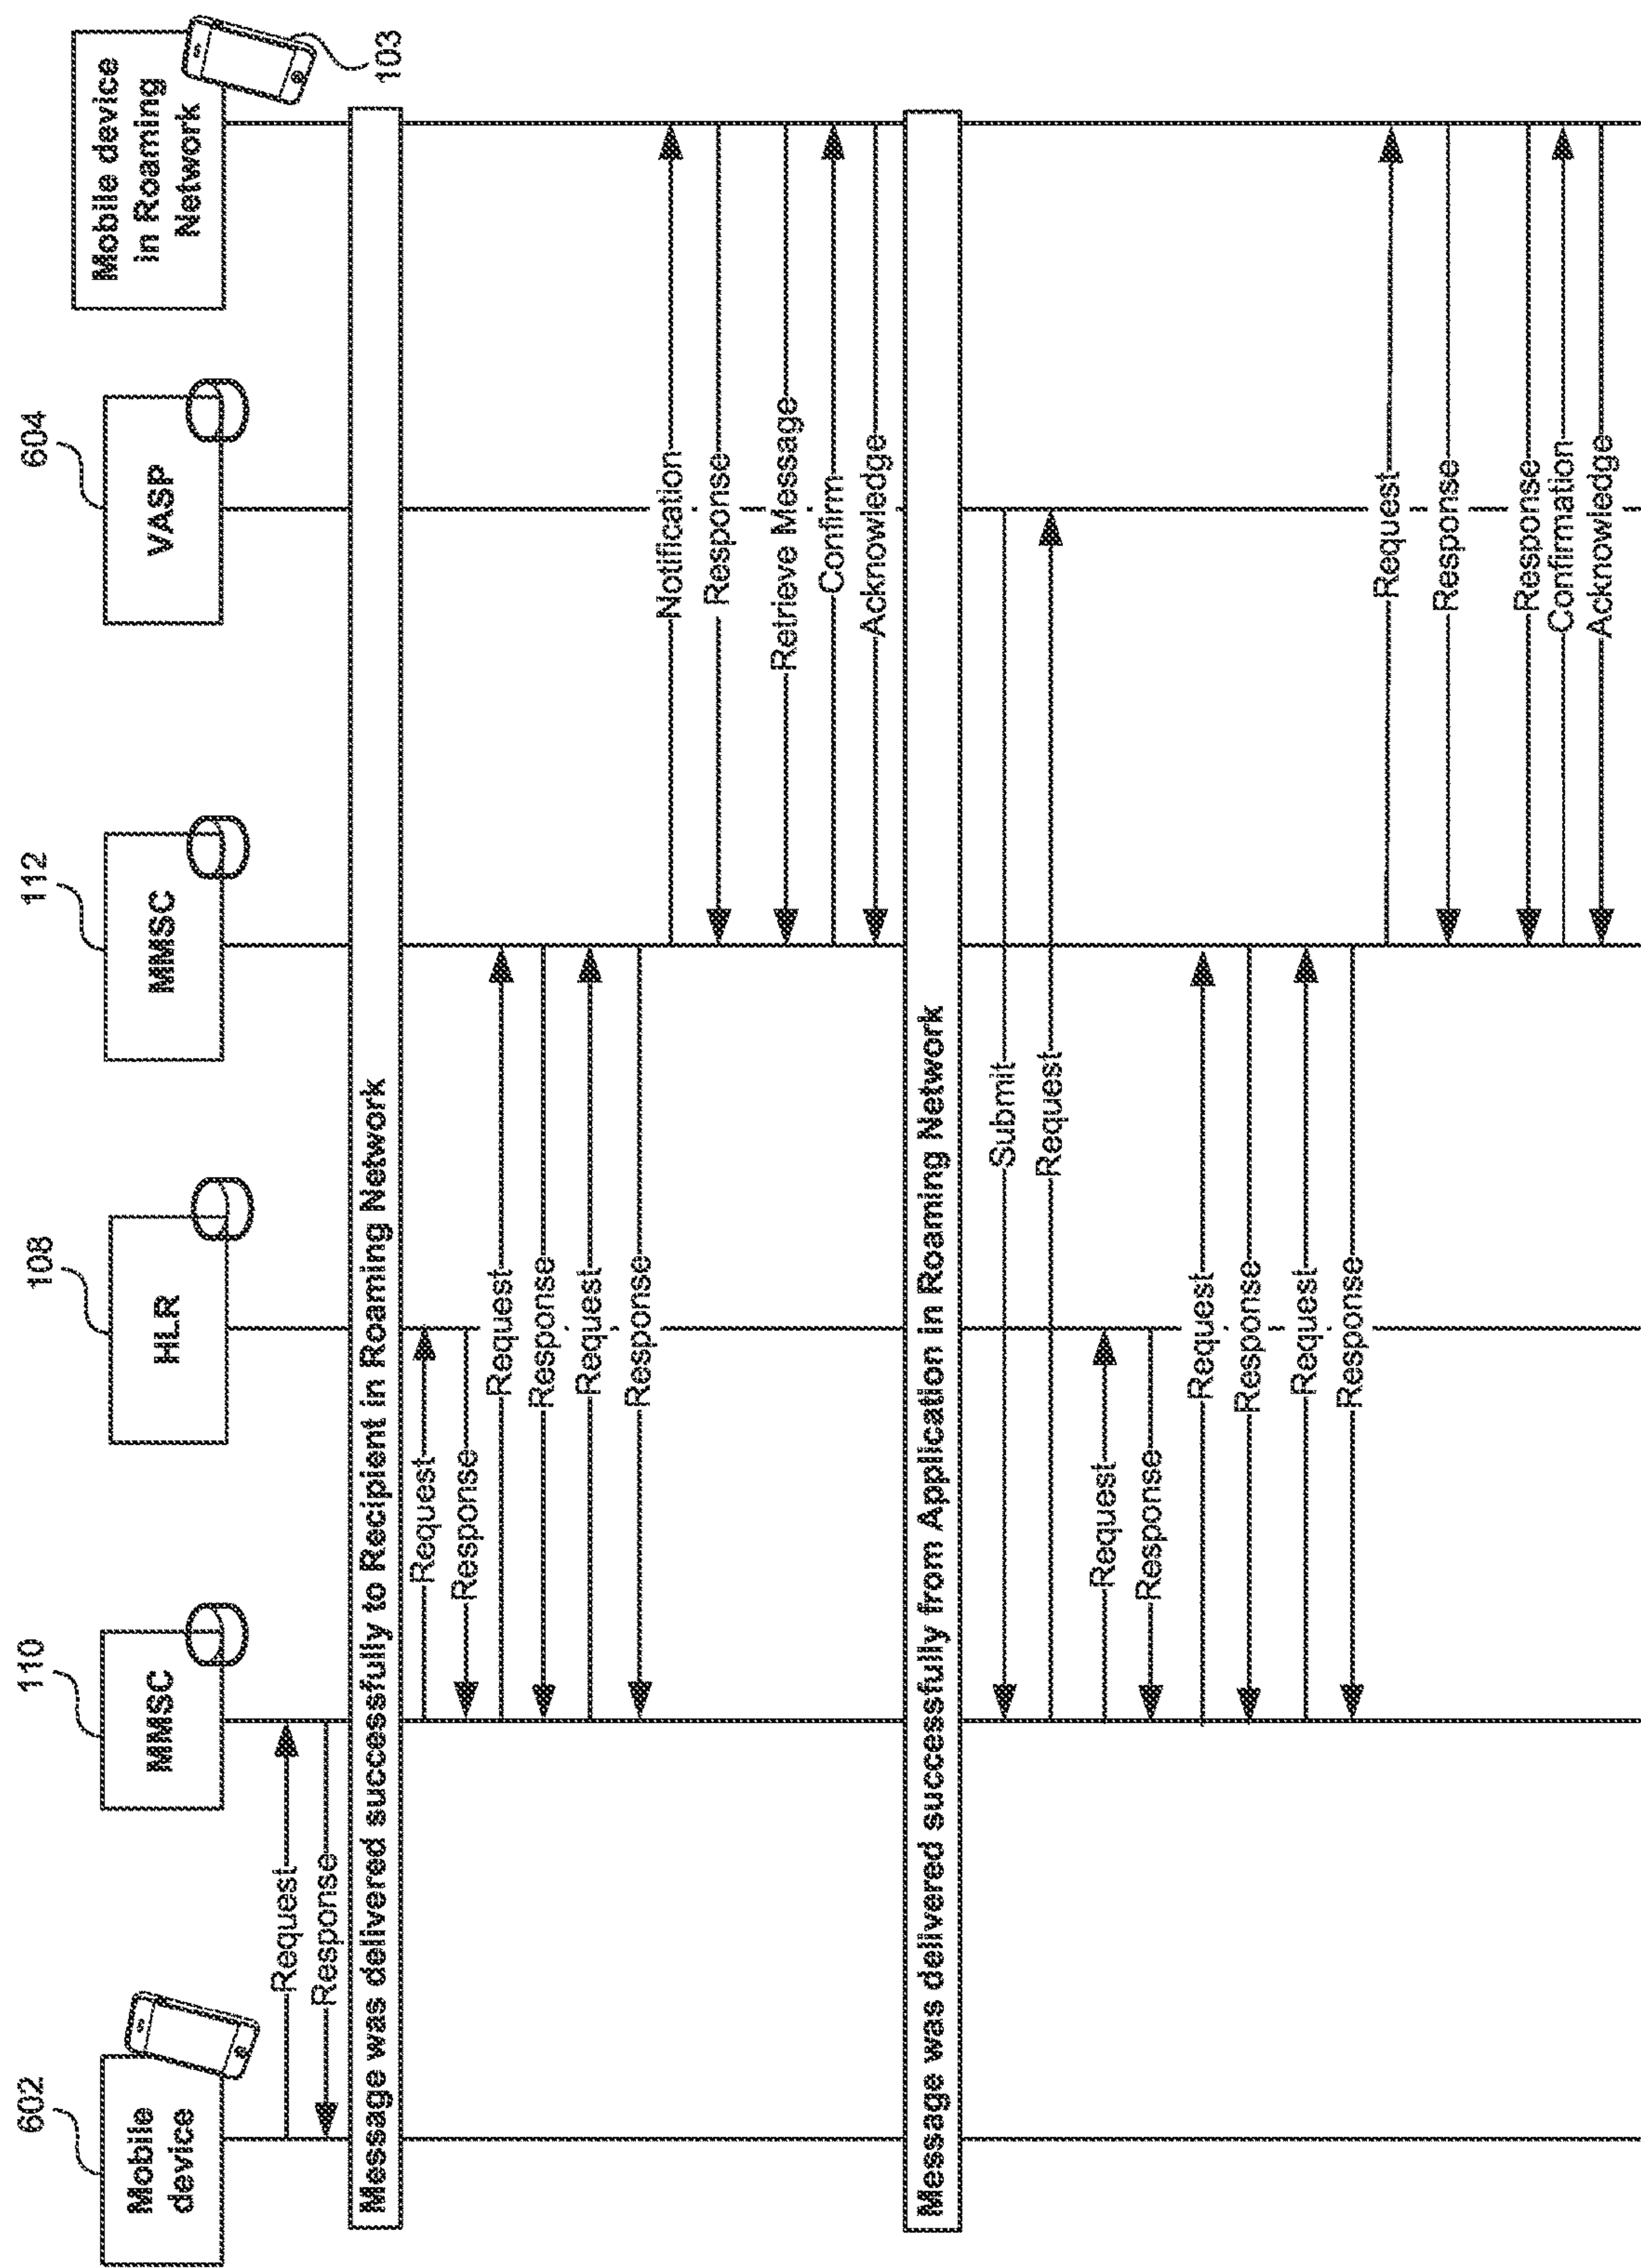 602
Mobile
device
110
MMSC
108
HLR
112
MMSC
604
VASP
Mobile device
in Roaming
Network
103
Request
Response
Message was delivered successfully to Recipient in Roaming Network
Request
Response
Request
Response
Request
Response
Notification
Response
Retrieve Message
Confirm
Acknowledge
Message was delivered successfully from Application in Roaming Network
Submit
Request
Request
Response
Request
Response
Request
Response
Request
Response
Response
Confirmation
Acknowledge